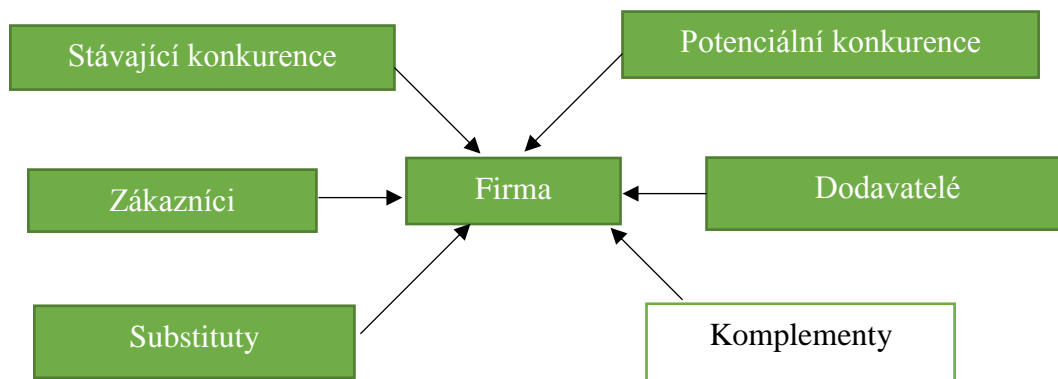 Stávající konkurence
Potenciální konkurence
Zákazníci
Firma
Dodavatelé
Substituty
Komplementy